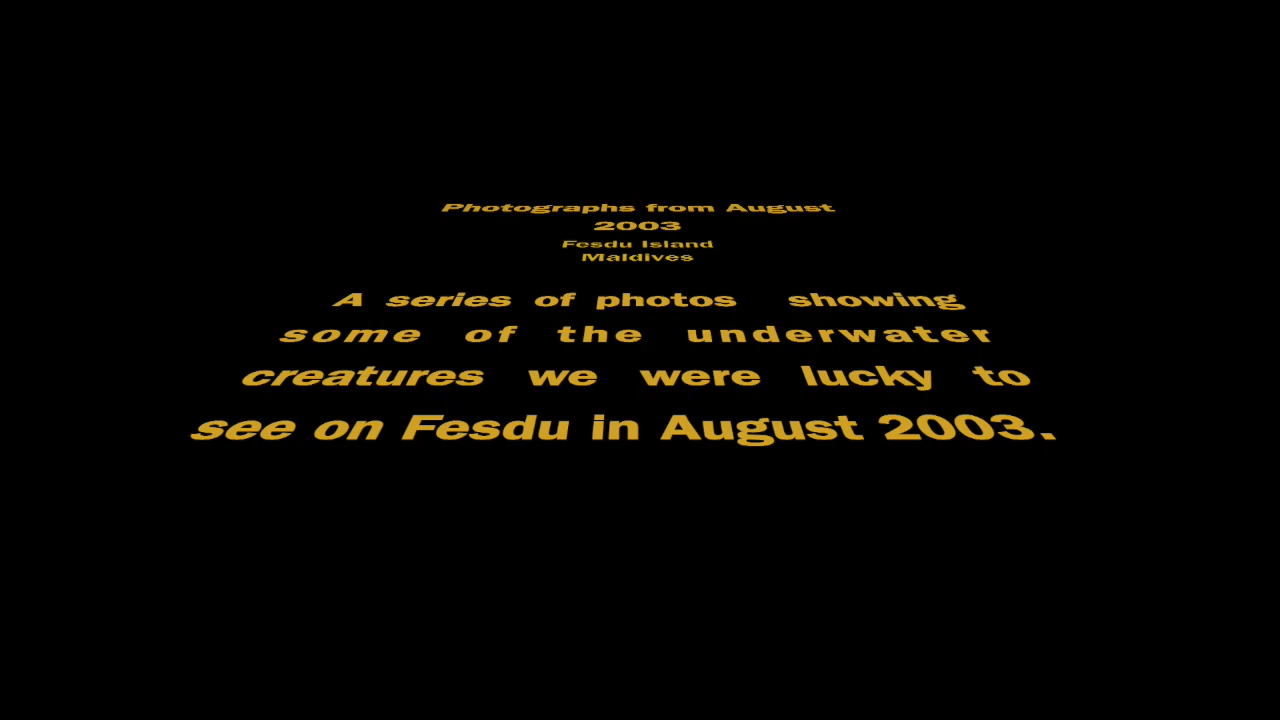 Photographs from August
2003
Fesdu Island
Maldives
A series of photos showing
some of the underwater
creatures we were lucky to
see on Fesdu in August 2003.